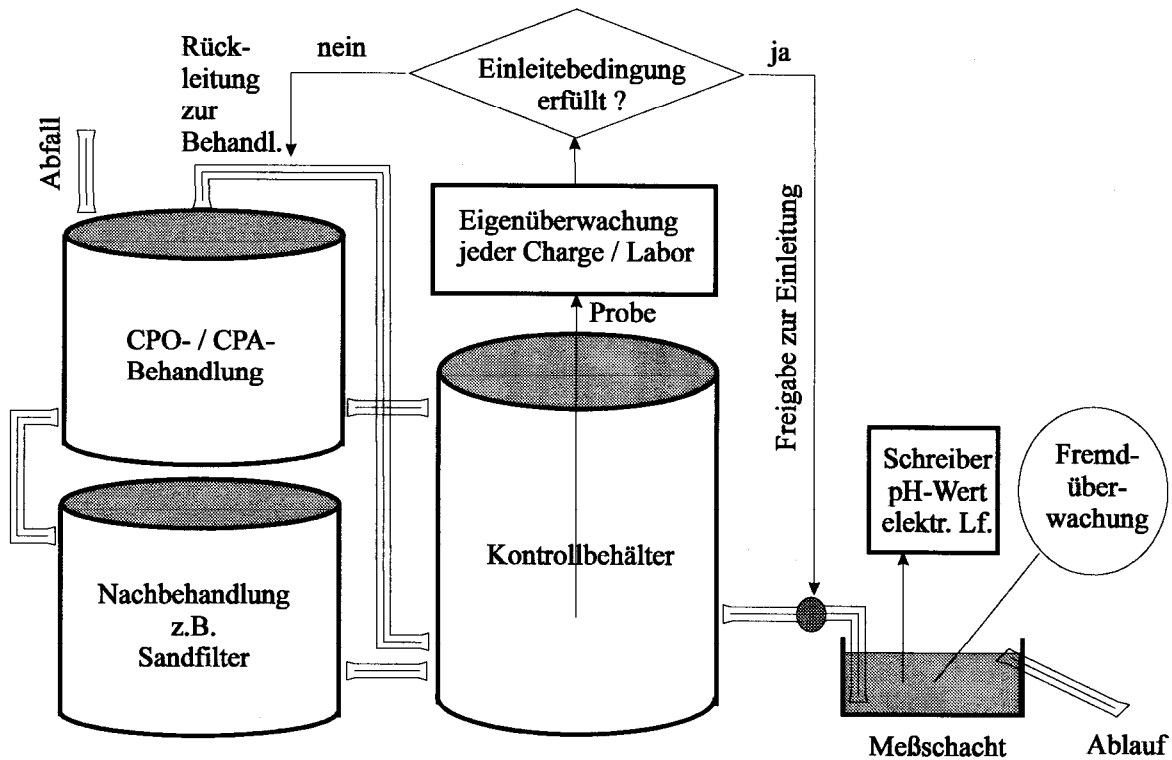 Rück-
leitung
zur
Behandl.
nein
Einleitebedingung
erfüllt ?
ja
Abfall
Eigenüberwachung
jeder Charge / Labor
Probe
Freigabe zur Einleitung
CPO- / CPA-
Behandlung
Kontrollbehälter
Schreiber
pH-Wert
elektr. Lf.
Fremd-
über-
wachung
Nachbehandlung
z.B.
Sandfilter
Meßschacht
Ablauf